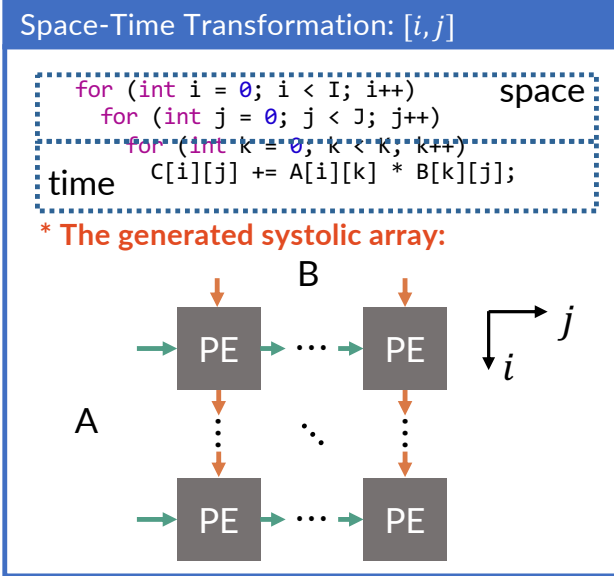 Space-Time Transformation: [i, j]
for (int i = 0; i < I; i++)
space
for (int j = 0; j < J; j++)
for (int k = 0; k < K, k++)
time
C[i][j] += A[i][k] * B[k][j];
* The generated systolic array:
B
PE ··· PE
j
i
A
⋮ ⋱ ⋮
PE ··· PE